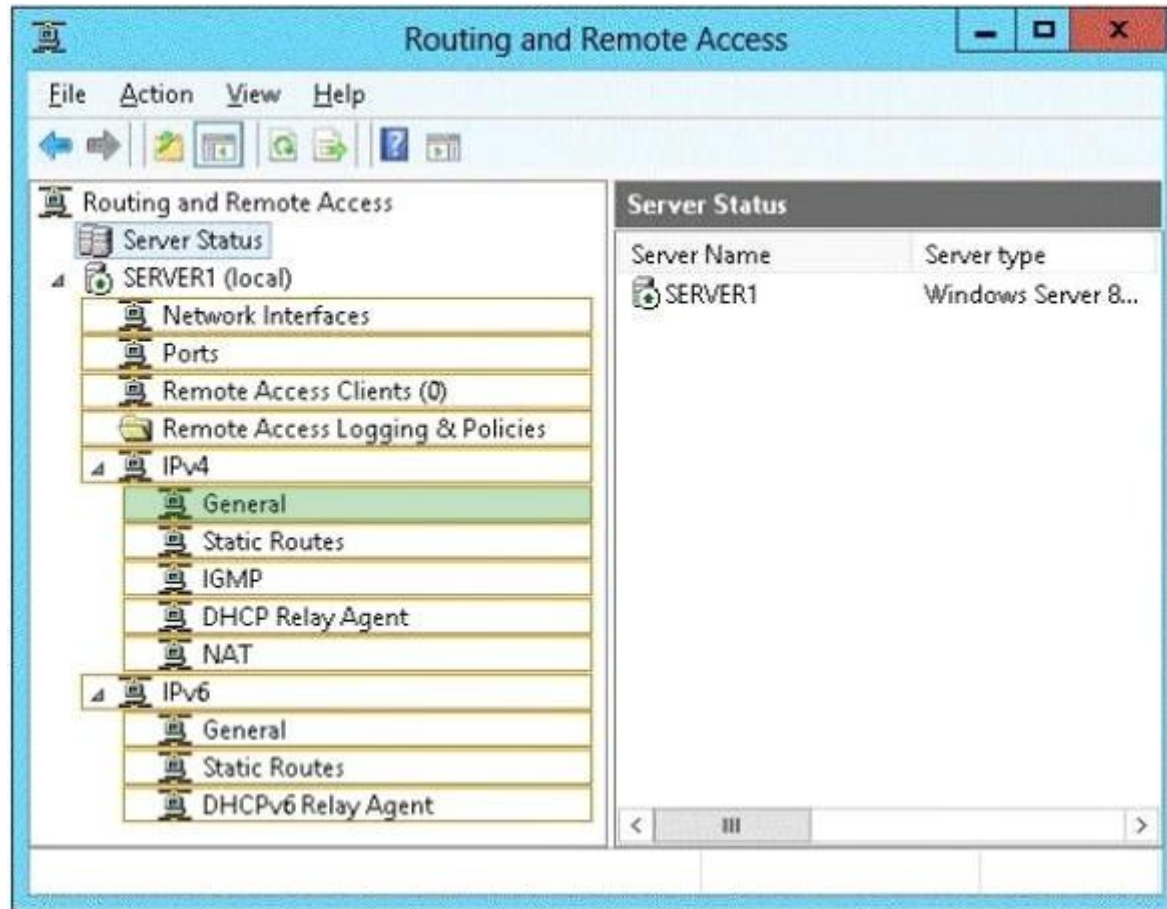 Routing and Remote Access
File Action View Help
Routing and Remote Access
Server Status
SERVER1 (local)
Network Interfaces
Ports
Remote Access Clients (0)
Remote Access Logging & Policies
IPv4
General
Static Routes
IGMP
DHCP Relay Agent
NAT
IPv6
General
Static Routes
DHCPv6 Relay Agent
Server Status
Server Name Server type
SERVER1 Windows Server 8...